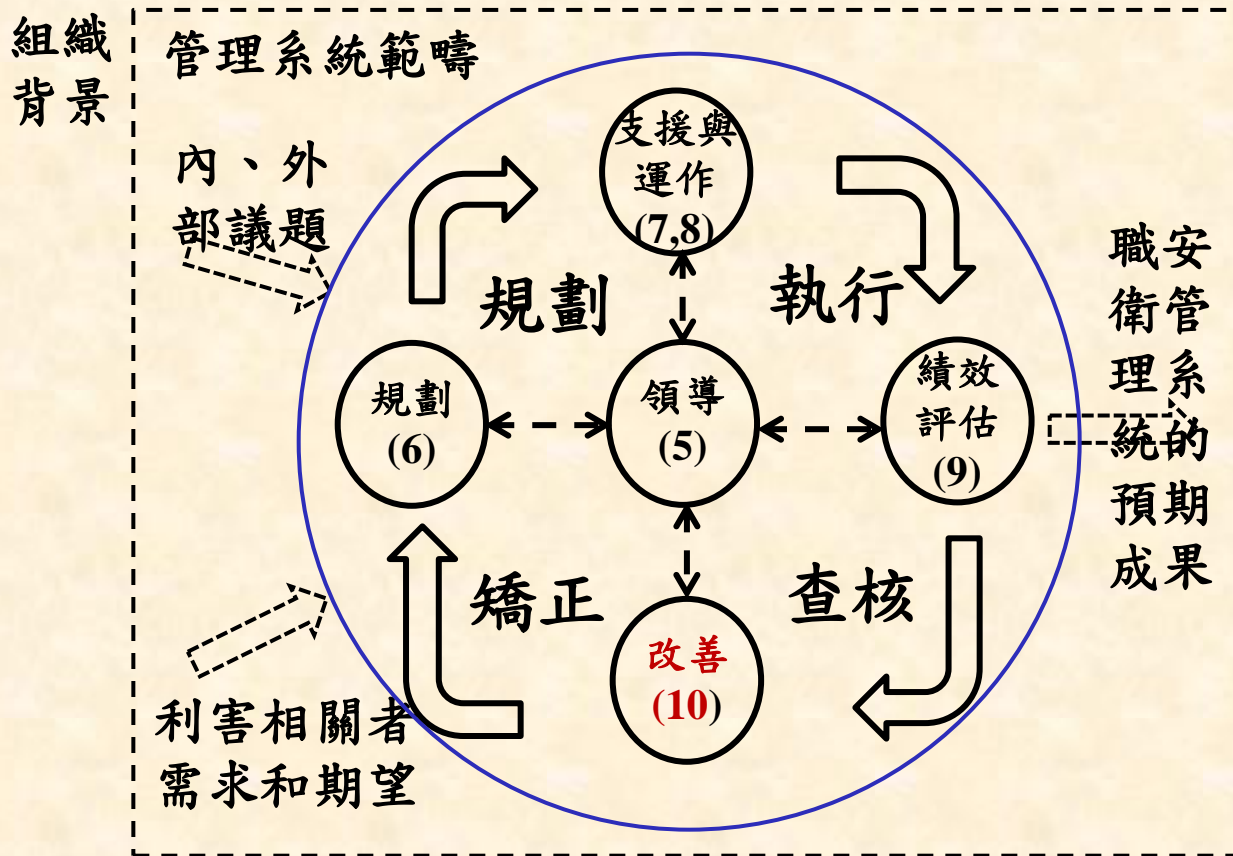 組織
背景
管理系統範疇
內、外
部議題
支援與
運作
(7,8)
規劃
執行
規劃
(6)
領導
(5)
績效
評估
(9)
職安
衛管
理系
統的
預期
成果
矯正
查核
改善
(10)
利害相關者
需求和期望